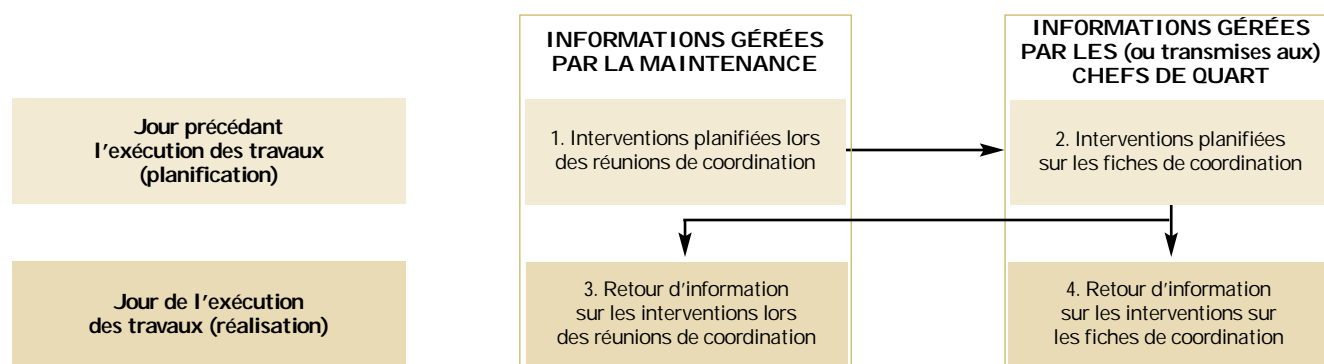 INFORMATIONS GÉRÉES
PAR LA MAINTENANCE
INFORMATIONS GÉRÉES
PAR LES (ou transmises aux)
CHEFS DE QUART
Jour précédant
l'exécution des travaux
(planification)
1. Interventions planifiées lors
des réunions de coordination
2. Interventions planifiées
sur les fiches de coordination
Jour de l'exécution
des travaux (réalisation)
3. Retour d'information
sur les interventions lors
des réunions de coordination
4. Retour d'information
sur les interventions sur
les fiches de coordination